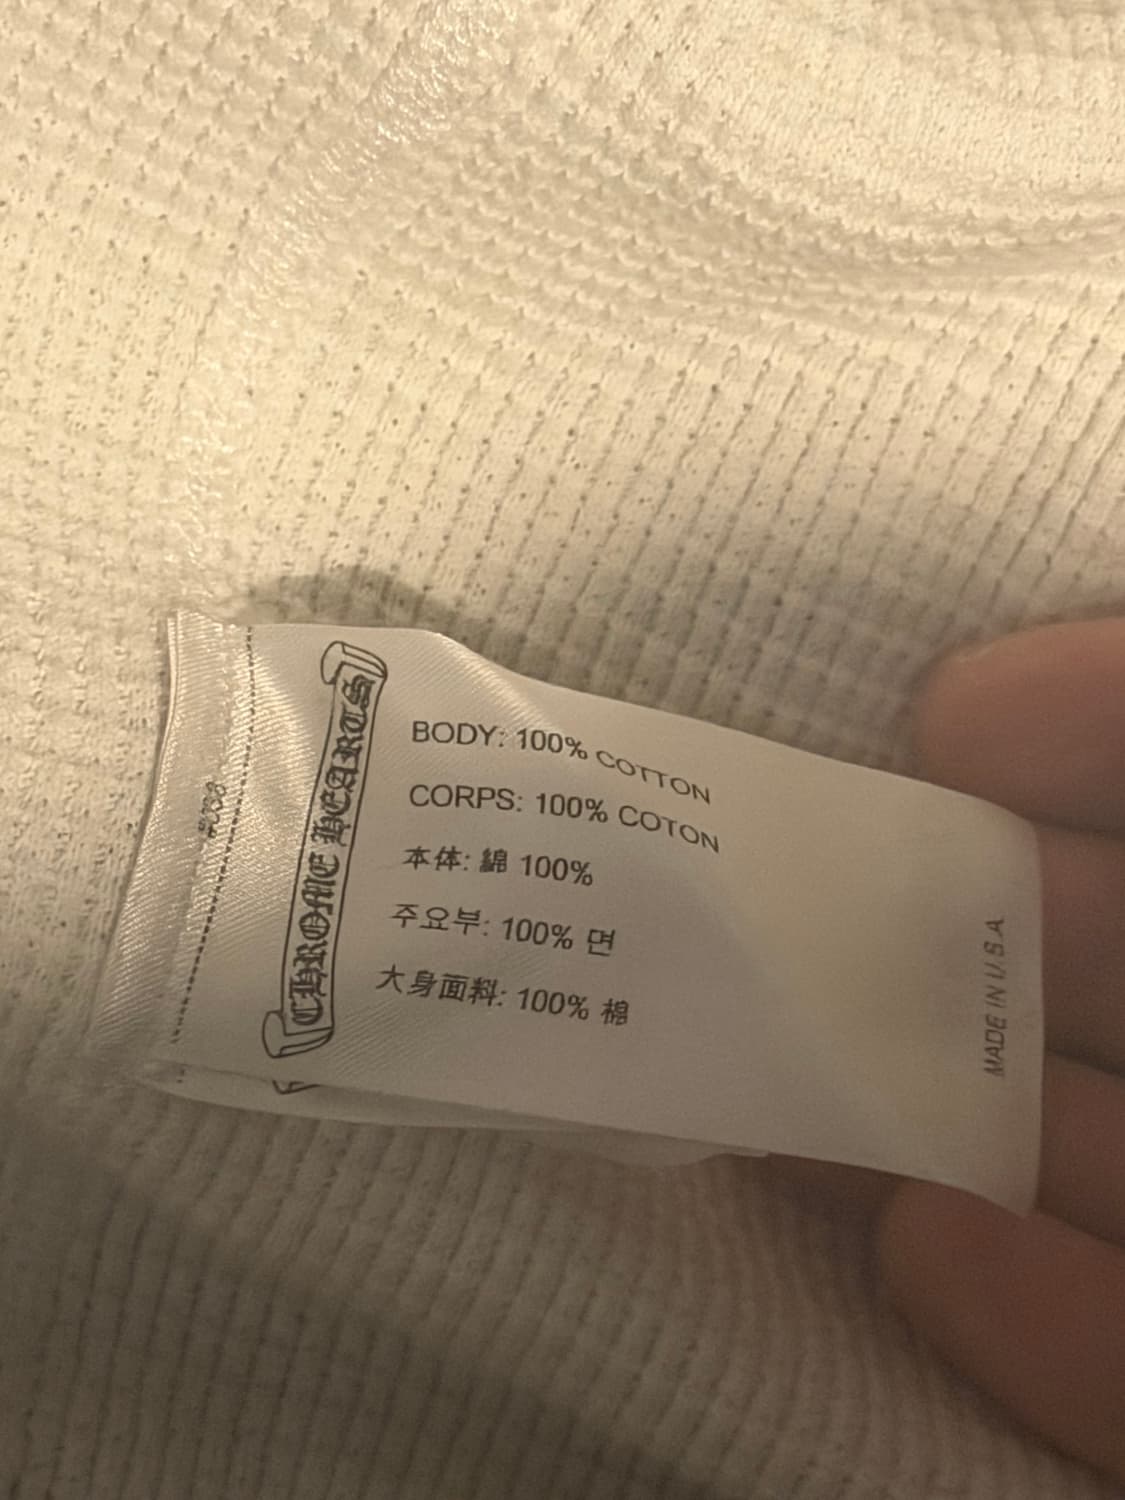 #098
CHROME HEARTS
BODY: 100% COTTON
CORPS: 100% COTON
本体: 綿 100%
주요부: 100% 면
大身面料: 100% 棉
MADE IN U.S.A.